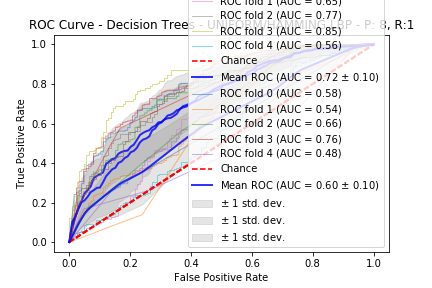 ROC Curve - Decision Trees - UNIFORM/HAMMING LBP - P: 8, R:1
ROC fold 1 (AUC = 0.65)
ROC fold 2 (AUC = 0.77)
ROC fold 3 (AUC = 0.85)
ROC fold 4 (AUC = 0.56)
Chance
Mean ROC (AUC = 0.72 ± 0.10)
ROC fold 0 (AUC = 0.58)
ROC fold 1 (AUC = 0.54)
ROC fold 2 (AUC = 0.66)
ROC fold 3 (AUC = 0.76)
ROC fold 4 (AUC = 0.48)
Chance
Mean ROC (AUC = 0.60 ± 0.10)
± 1 std. dev.
± 1 std. dev.
± 1 std. dev.
True Positive Rate
1.0
0.8
0.6
0.4
0.2
0.0
0.0 0.2 0.4 0.6 0.8 1.0
False Positive Rate